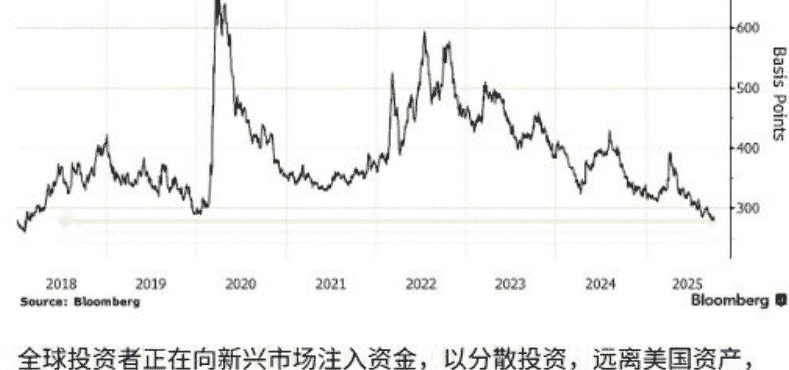 600
500
400
300
Basis Points
2018 2019 2020 2021 2022 2023 2024 2025
Source: Bloomberg
Bloomberg
全球投资者正在向新兴市场注入资金，以分散投资，远离美国资产，